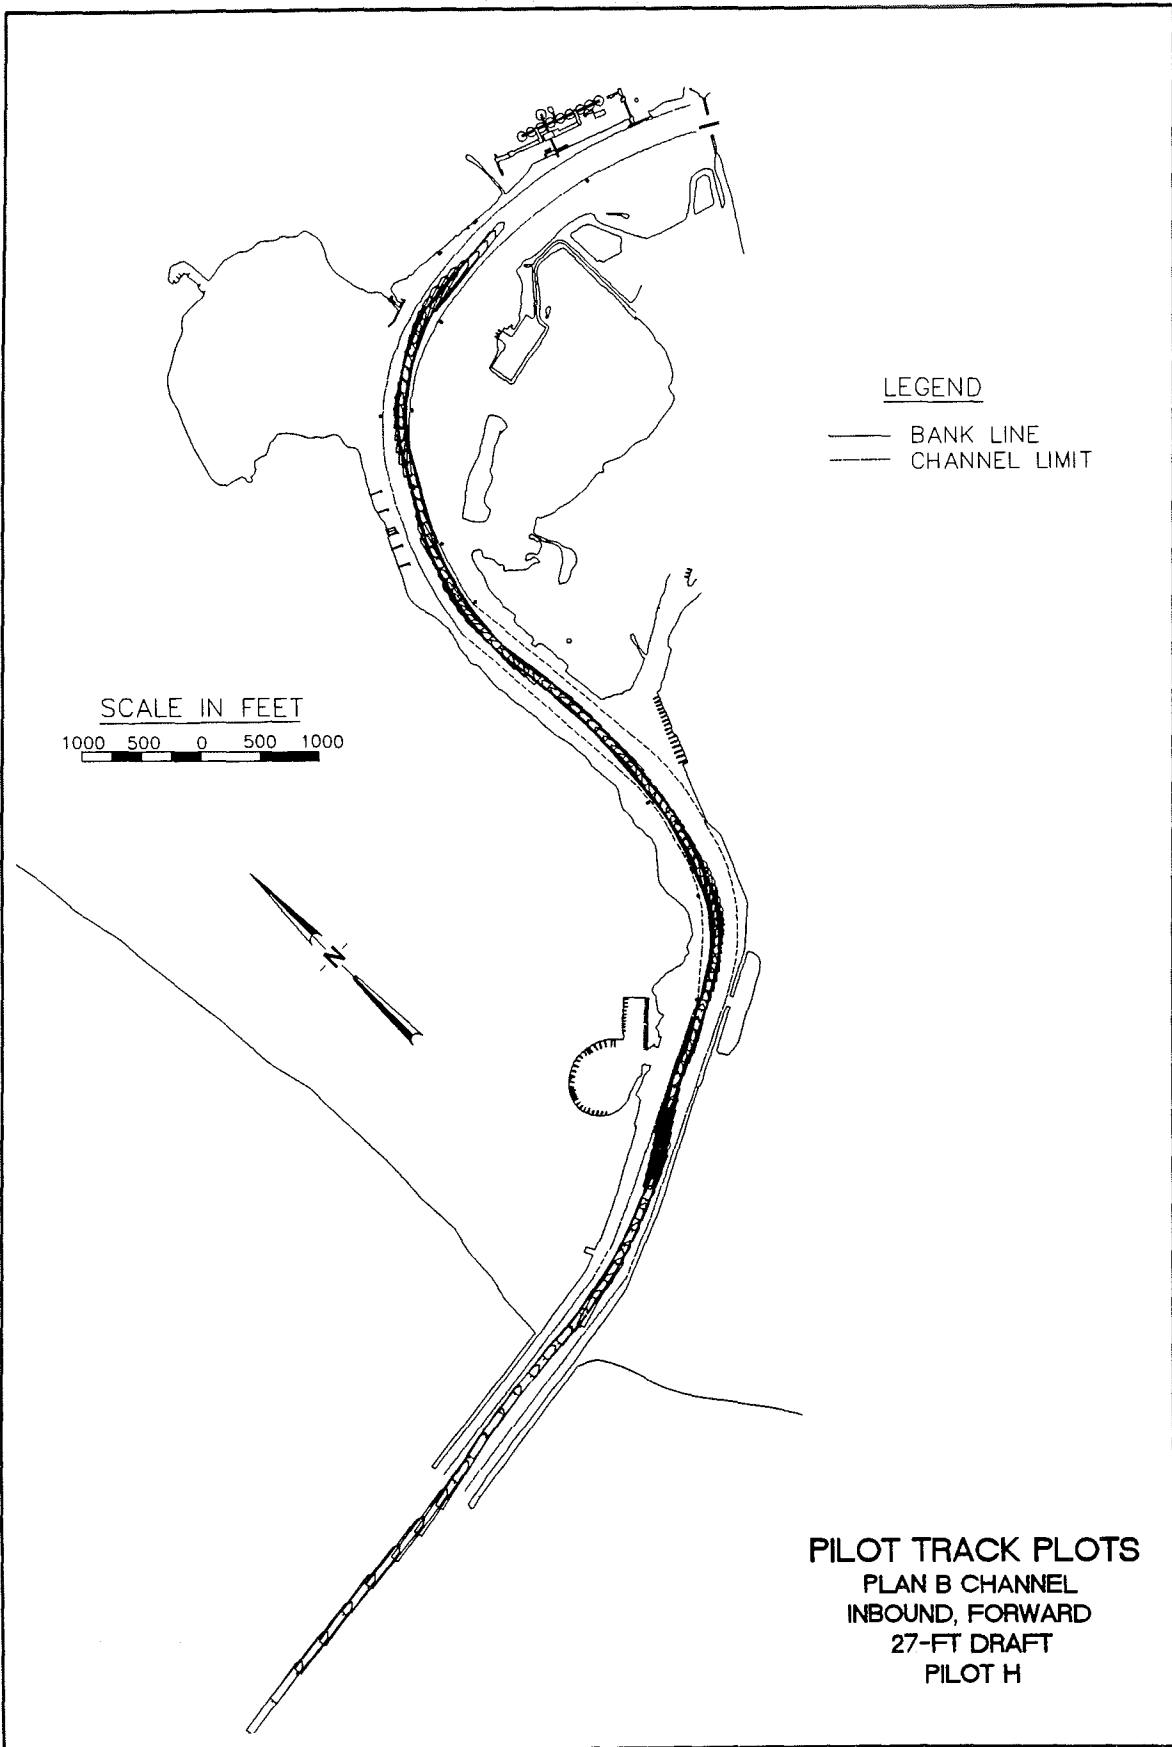 LEGEND
BANK LINE
CHANNEL LIMIT
SCALE IN FEET
1000 500 0 500 1000
N
PILOT TRACK PLOTS
PLAN B CHANNEL
INBOUND, FORWARD
27-FT DRAFT
PILOT H